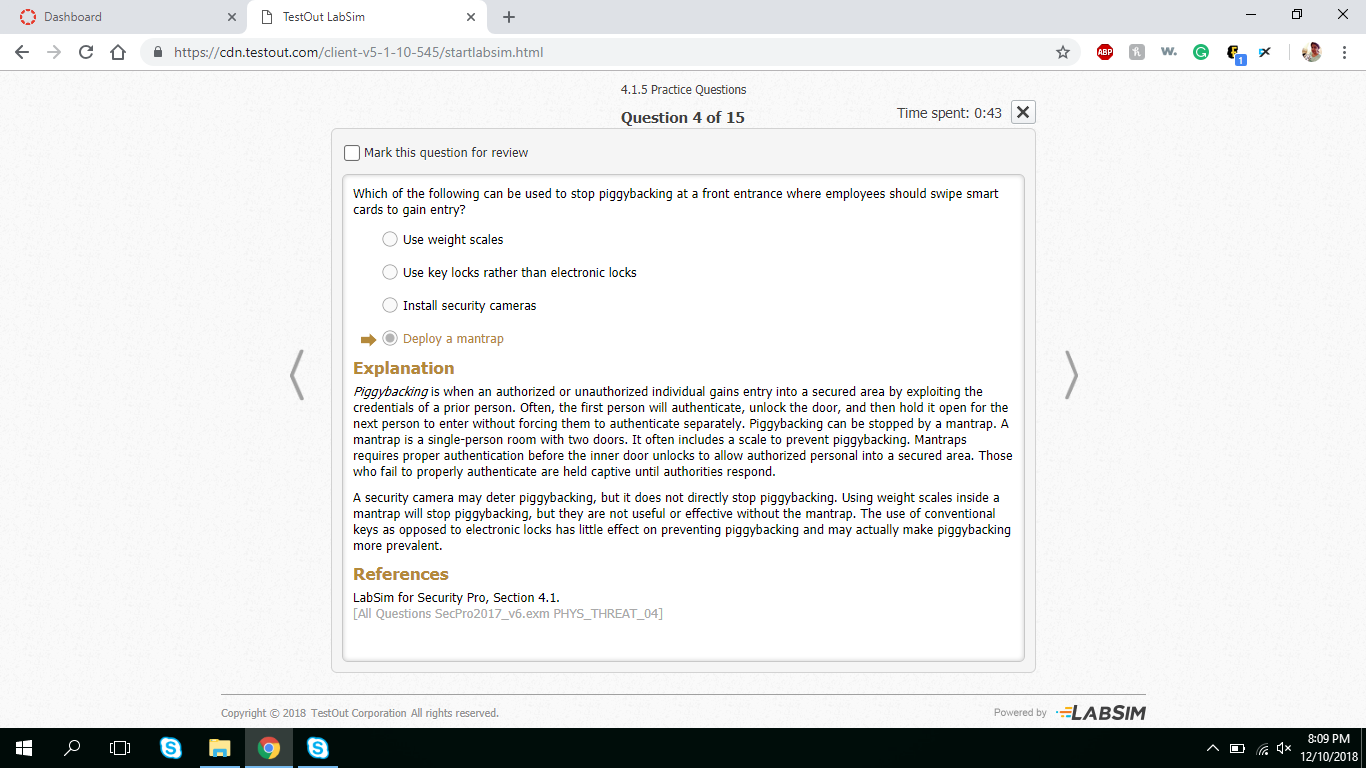 Dashboard
TestOut LabSim
https://cdn.testout.com/client-v5-1-10-545/startlabsim.html
ABP
w.
1
4.1.5 Practice Questions
Question 4 of 15
Time spent: 0:43
Mark this question for review
Which of the following can be used to stop piggybacking at a front entrance where employees should swipe smart
cards to gain entry?
Use weight scales
Use key locks rather than electronic locks
Install security cameras
Deploy a mantrap
Explanation
Piggybacking is when an authorized or unauthorized individual gains entry into a secured area by exploiting the
credentials of a prior person. Often, the first person will authenticate, unlock the door, and then hold it open for the
next person to enter without forcing them to authenticate separately. Piggybacking can be stopped by a mantrap. A
mantrap is a single-person room with two doors. It often includes a scale to prevent piggybacking. Mantraps
requires proper authentication before the inner door unlocks to allow authorized personal into a secured area. Those
who fail to properly authenticate are held captive until authorities respond.
A security camera may deter piggybacking, but it does not directly stop piggybacking. Using weight scales inside a
mantrap will stop piggybacking, but they are not useful or effective without the mantrap. The use of conventional
keys as opposed to electronic locks has little effect on preventing piggybacking and may actually make piggybacking
more prevalent.
References
LabSim for Security Pro, Section 4.1.
[All Questions SecPro2017_v6.exm PHYS_THREAT_04]
Copyright © 2018 TestOut Corporation All rights reserved.
Powered by LABSIM
8:09 PM
12/10/2018